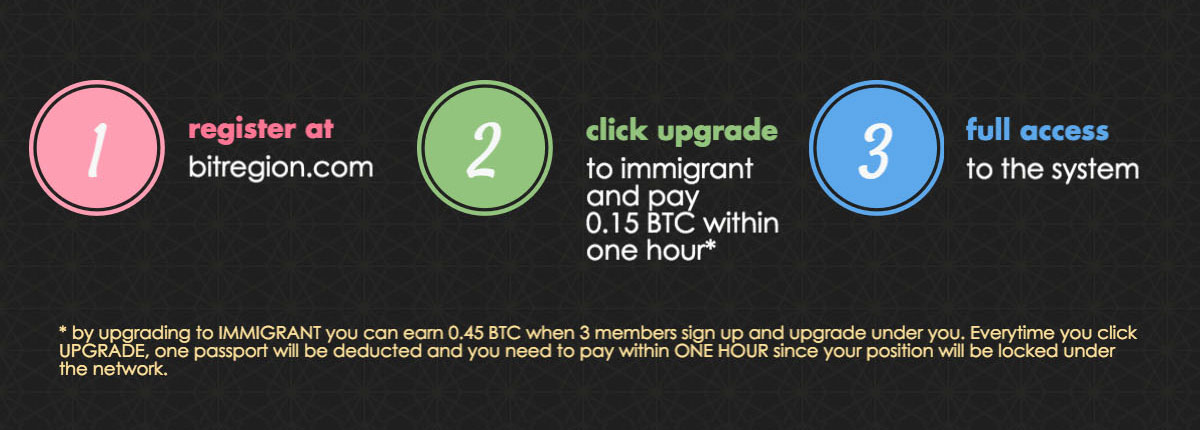 1
register at
bitregion.com
2
click upgrade
to immigrant
and pay
0.15 BTC within
one hour*
3
full access
to the system
* by upgrading to IMMIGRANT you can earn 0.45 BTC when 3 members sign up and upgrade under you. Everytime you click
UPGRADE, one passport will be deducted and you need to pay within ONE HOUR since your position will be locked under
the network.